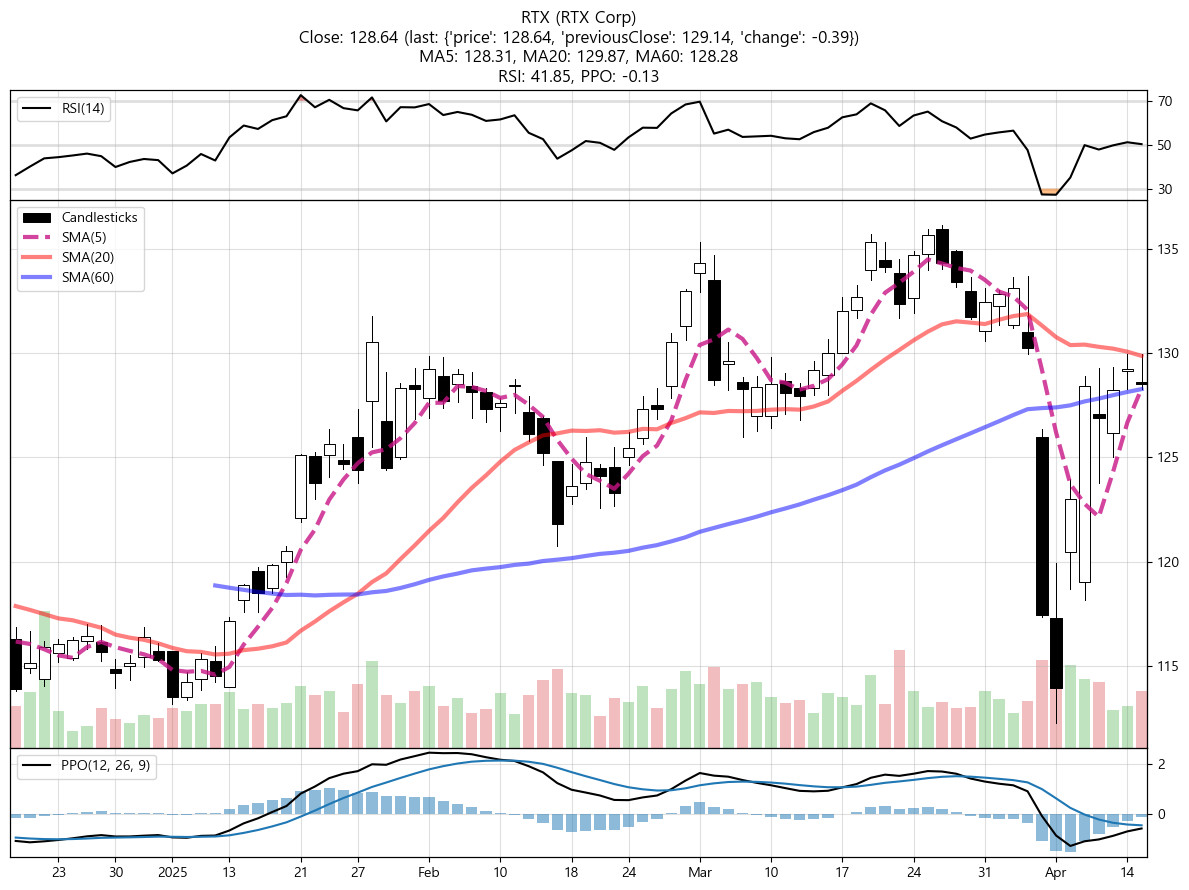 RTX (RTX Corp)
Close: 128.64 (last: {'price': 128.64, 'previousClose': 129.14, 'change': -0.39})
MA5: 128.31, MA20: 129.87, MA60: 128.28
RSI: 41.85, PPO: -0.13
RSI(14)
70
50
30
Candlesticks
SMA(5)
SMA(20)
SMA(60)
135
130
125
120
115
PPO(12, 26, 9)
2
0
23 30 2025 13 21 27 Feb 10 18 24 Mar 10 17 24 31 Apr 14